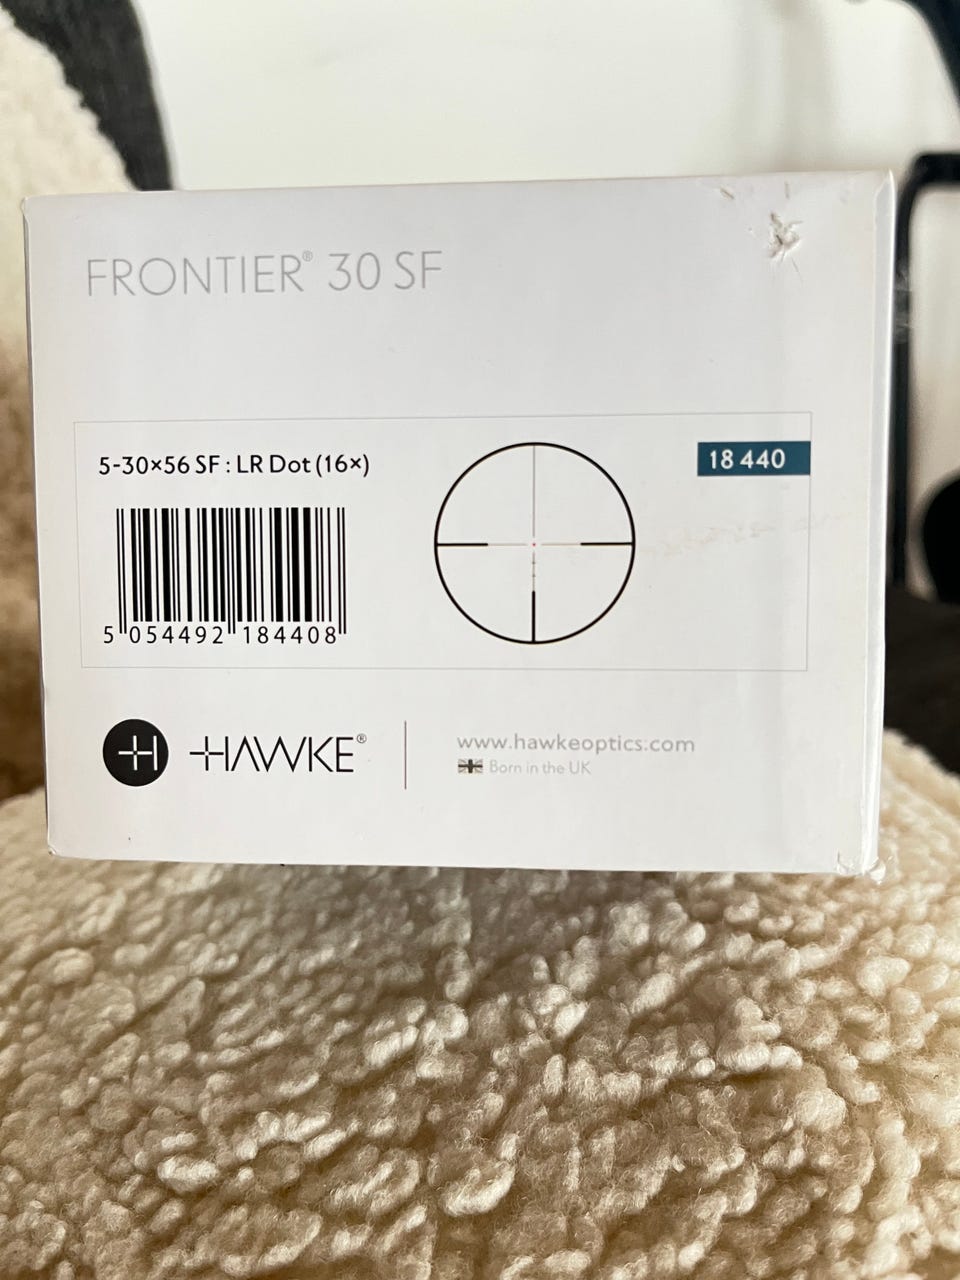 FRONTIER® 30 SF
5-30×56 SF : LR Dot (16×)
18 440
5 054492 184408
HAWKE®
www.hawkeoptics.com
Born in the UK